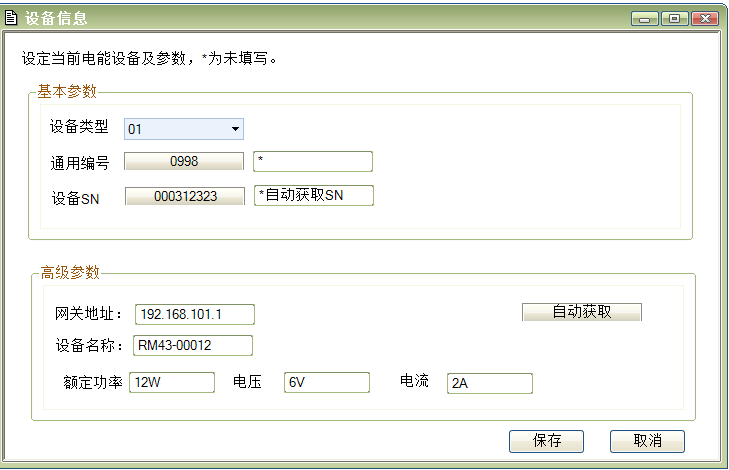 设备信息
设定当前电能设备及参数，*为未填写。
基本参数
设备类型 01
通用编号 0998 *
设备SN 000312323 *自动获取SN
高级参数
网关地址： 192.168.101.1 自动获取
设备名称： RM43-00012
额定功率 12W 电压 6V 电流 2A
保存 取消